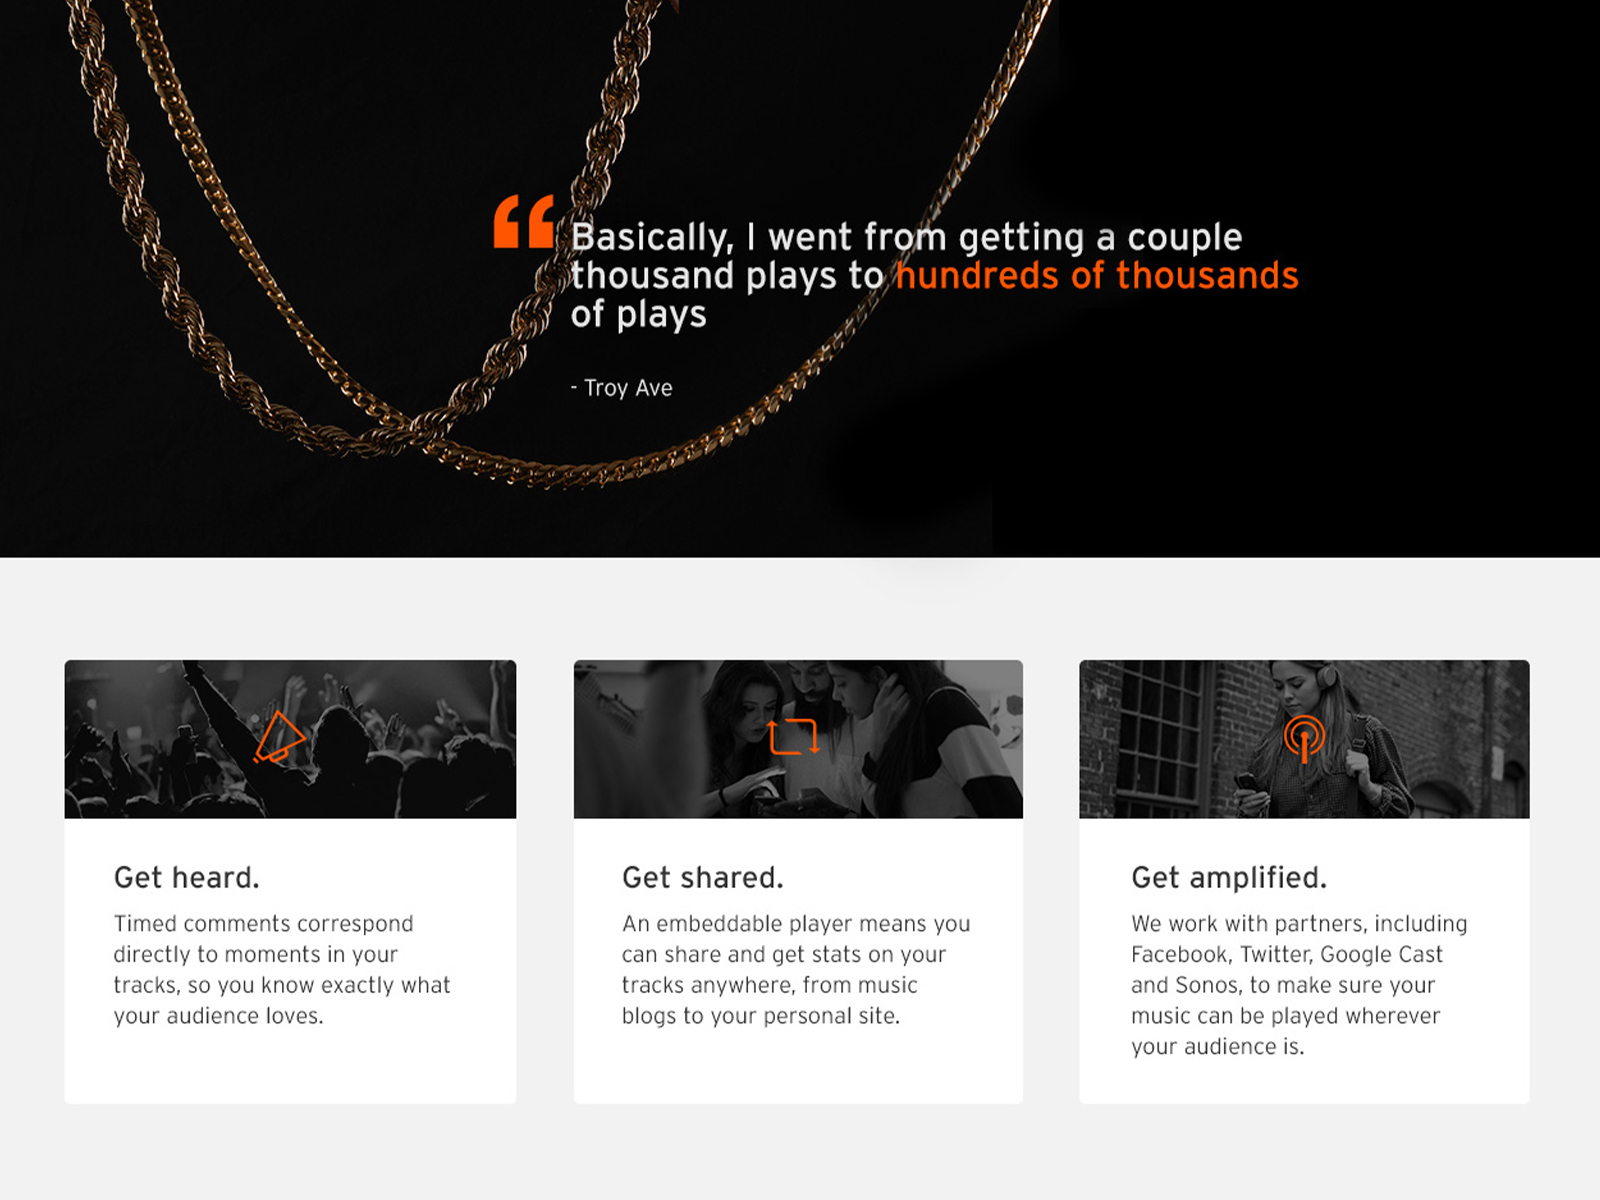 “Basically, I went from getting a couple
thousand plays to hundreds of thousands
of plays
- Troy Ave
Get heard.
Timed comments correspond
directly to moments in your
tracks, so you know exactly what
your audience loves.
Get shared.
An embeddable player means you
can share and get stats on your
tracks anywhere, from music
blogs to your personal site.
Get amplified.
We work with partners, including
Facebook, Twitter, Google Cast
and Sonos, to make sure your
music can be played wherever
your audience is.